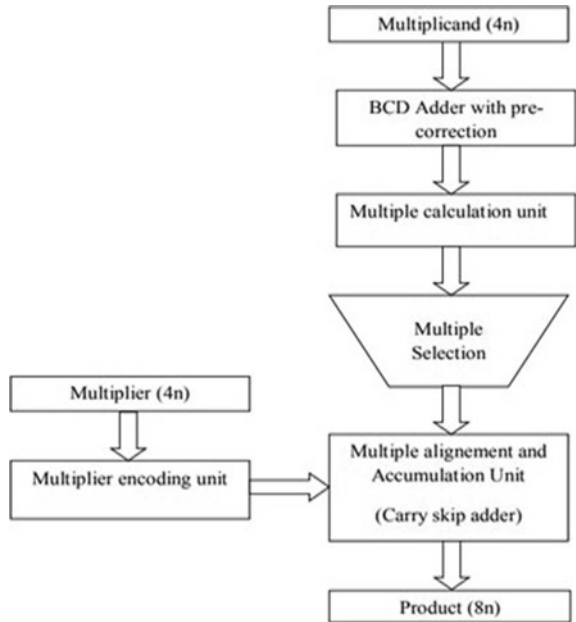 Multiplicand (4n)
BCD Adder with pre-
correction
Multiple calculation unit
Multiple
Selection
Multiplier (4n)
Multiplier encoding unit
Multiple alignement and
Accumulation Unit
(Carry skip adder)
Product (8n)